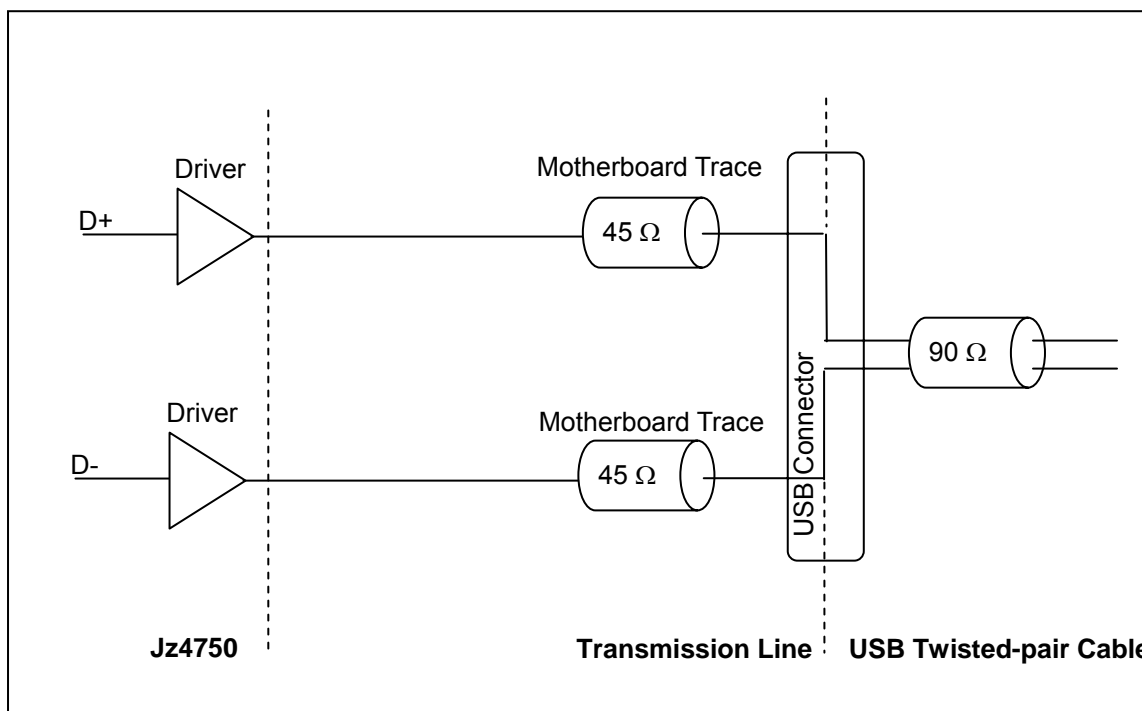 Driver
Motherboard Trace
D+
45 Ω
USB Connector
90 Ω
Driver
Motherboard Trace
D-
45 Ω
Jz4750
Transmission Line
USB Twisted-pair Cable